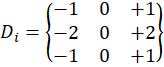 D_i = { −1 0 +1
−2 0 +2
−1 0 +1 }